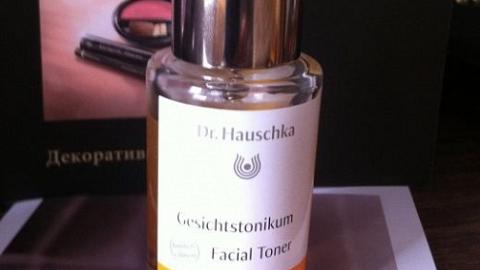 Dr. Hauschka
Декоратив
Gesichtstonikum
Facial Toner